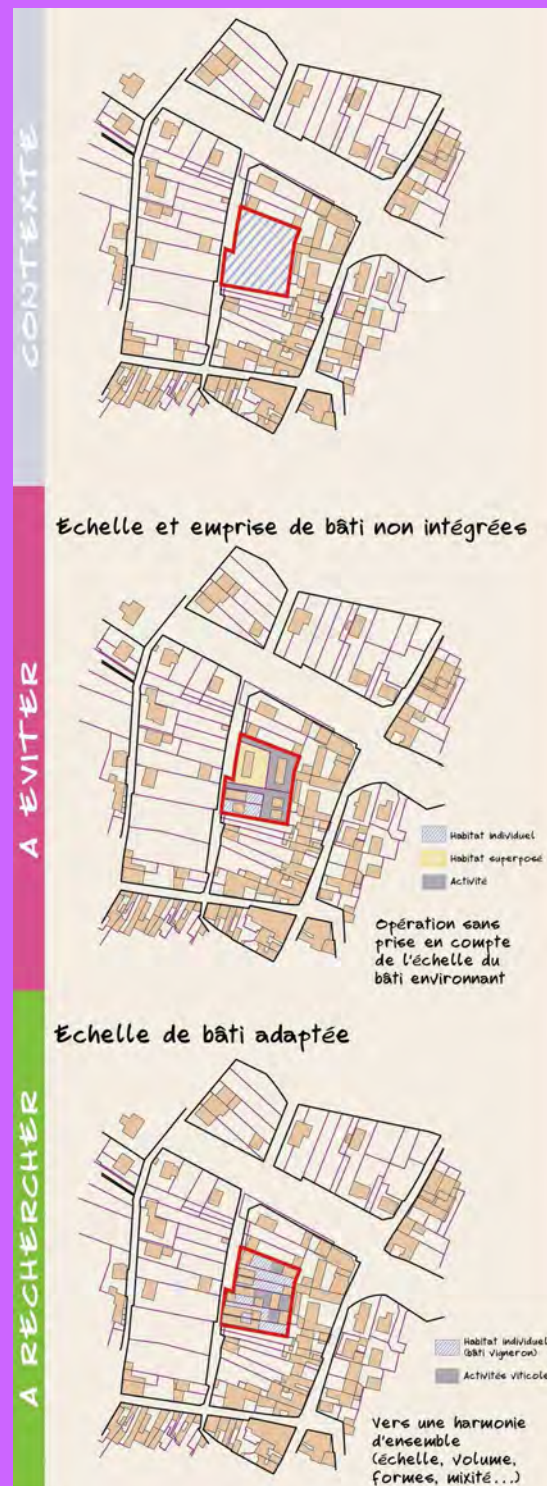 CONTEXTE
Echelle et emprise de bâti non intégrées
A EVITER
Habitat individuel
Habitat superposé
Activité
Opération sans
prise en compte
de l'échelle du
bâti environnant
Echelle de bâti adaptée
A RECHERCHER
Habitat individuel
(bâti vigneron)
Activités viticole
Vers une harmonie
d'ensemble
(échelle, volume,
formes, mixité...)